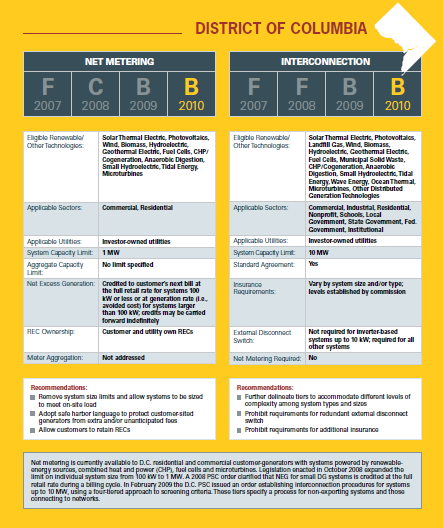 DISTRICT OF COLUMBIA
NET METERING
F C B B
2007 2008 2009 2010
Eligible Renewable/
Other Technologies:
Solar Thermal Electric, Photovoltaics,
Wind, Biomass, Hydroelectric,
Geothermal Electric, Fuel Cells, CHP/
Cogeneration, Anaerobic Digestion,
Small Hydroelectric, Tidal Energy,
Microturbines
Applicable Sectors: Commercial, Residential
Applicable Utilities: Investor-owned utilities
System Capacity Limit: 1 MW
Aggregate Capacity
Limit:
No limit specified
Net Excess Generation: Credited to customer's next bill at
the full retail rate for systems 100
kW or less or at generation rate (i.e.,
avoided cost) for systems larger
than 100 kW; credits may be carried
forward indefinitely
REC Ownership: Customer and utility own RECs
Meter Aggregation: Not addressed
Recommendations:
Remove system size limits and allow systems to be sized
to meet on-site load
Adopt safe harbor language to protect customer-sited
generators from extra and/or unanticipated fees
Allow customers to retain RECs
INTERCONNECTION
F F B B
2007 2008 2009 2010
Eligible Renewable/
Other Technologies:
Solar Thermal Electric, Photovoltaics,
Landfill Gas, Wind, Biomass,
Hydroelectric, Geothermal Electric,
Fuel Cells, Municipal Solid Waste,
CHP/Cogeneration, Anaerobic
Digestion, Small Hydroelectric, Tidal
Energy, Wave Energy, Ocean Thermal,
Microturbines, Other Distributed
Generation Technologies
Applicable Sectors: Commercial, Industrial, Residential,
Nonprofit, Schools, Local
Government, State Government, Fed.
Government, Institutional
Applicable Utilities: Investor-owned utilities
System Capacity Limit: 10 MW
Standard Agreement: Yes
Insurance
Requirements:
Vary by system size and/or type;
levels established by commission
External Disconnect
Switch:
Not required for inverter-based
systems up to 10 kW; required for all
other systems
Net Metering Required: No
Recommendations:
Further delineate tiers to accommodate different levels of
complexity among system types and sizes
Prohibit requirements for redundant external disconnect
switch
Prohibit requirements for additional insurance
Net metering is currently available to D.C. residential and commercial customer-generators with systems powered by renewable-
energy sources, combined heat and power (CHP), fuel cells and microturbines. Legislation enacted in October 2008 expanded the
limit on individual system size from 100 kW to 1 MW. A 2008 PSC order clarified that NEG for small DG systems is credited at the full
retail rate during a billing cycle. In February 2009 the D.C. PSC issued an order establishing interconnection procedures for systems
up to 10 MW, using a four-tiered approach to screening criteria. These tiers specify a process for non-exporting systems and those
connecting to networks.